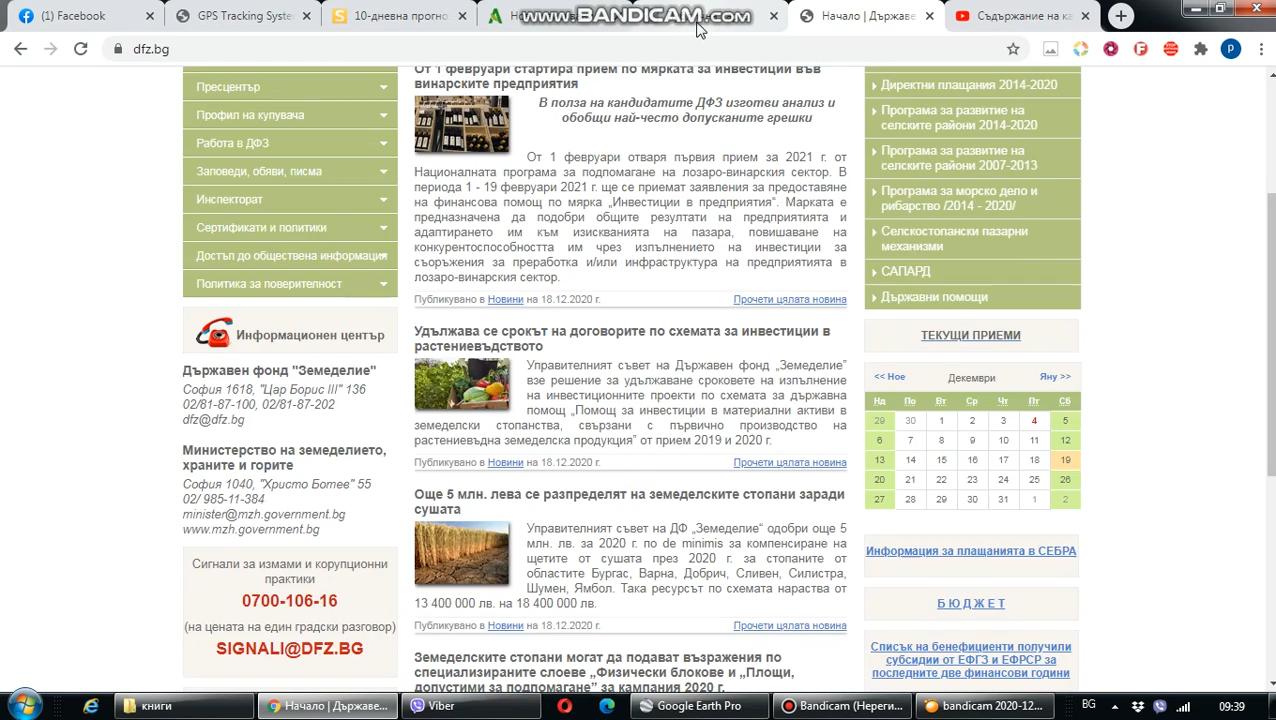 (1) Facebook
GPS Tracking Syste
10-дневна прогно
www.BANDICAM.com
Начало | Държаве
Съдържание на ка
dfz.bg
Пресцентър
Профил на купувача
Работа в ДФЗ
Заповеди, обяви, писма
Инспекторат
Сертификати и политики
Достъп до обществена информация
Политика за поверителност
Информационен център
Държавен фонд "Земеделие"
София 1618, "Цар Борис III" 136
02/81-87-100, 02/81-87-202
dfz@dfz.bg
Министерство на земеделието,
храните и горите
София 1040, "Христо Ботев" 55
02/ 985-11-384
minister@mzh.government.bg
www.mzh.government.bg
Сигнали за измами и корупционни
практики
0700-106-16
(на цената на един градски разговор)
SIGNALI@DFZ.BG
От 1 февруари стартира прием по мярката за инвестиции във
винарските предприятия
В полза на кандидатите ДФЗ изготви анализ и
обобщи най-често допусканите грешки
От 1 февруари отваря първия прием за 2021 г. от
Националната програма за подпомагане на лозаро-винарския сектор. В
периода 1 - 19 февруари 2021 г. ще се приемат заявления за предоставяне
на финансова помощ по мярка „Инвестиции в предприятия“. Марката е
предназначена да подобри общите резултати на предприятията и
адаптирането им към изискванията на пазара, повишаване на
конкурентоспособността им чрез изпълнението на инвестиции за
съоръжения за преработка и/или инфраструктура на предприятията в
лозаро-винарския сектор.
Публикувано в Новини на 18.12.2020 г. Прочети цялата новина
Удължава се срокът на договорите по схемата за инвестиции в
растениевъдството
Управителният съвет на Държавен фонд „Земеделие”
взе решение за удължаване сроковете на изпълнение
на инвестиционните проекти по схемата за държавна
помощ „Помощ за инвестиции в материални активи в
земеделски стопанства, свързани с първично производство на
растениевъдна земеделска продукция” от прием 2019 и 2020 г.
Публикувано в Новини на 18.12.2020 г. Прочети цялата новина
Още 5 млн. лева се разпределят на земеделските стопани заради
сушата
Управителният съвет на ДФ „Земеделие“ одобри още 5
млн. лв. за 2020 г. по de minimis за компенсиране на
щетите от сушата през 2020 г. за стопаните от
областите Бургас, Варна, Добрич, Сливен, Силистра,
Шумен, Ямбол. Така ресурсът по схемата нараства от
13 400 000 лв. на 18 400 000 лв.
Публикувано в Новини на 18.12.2020 г. Прочети цялата новина
Земеделските стопани могат да подават възражения по
специализираните слоеве „Физически блокове и „Площи,
допустими за подпомагане” за кампания 2020 г.
Директни плащания 2014-2020
Програма за развитие на
селските райони 2014-2020
Програма за развитие на
селските райони 2007-2013
Програма за морско дело и
рибарство /2014 - 2020/
Селскостопански пазарни
механизми
САПАРД
Държавни помощи
ТЕКУЩИ ПРИЕМИ
<< Ное Декември Яну >>
Нд По Вт Ср Чт Пт Сб
29 30 1 2 3 4 5
6 7 8 9 10 11 12
13 14 15 16 17 18 19
20 21 22 23 24 25 26
27 28 29 30 31 1 2
Информация за плащанията в СЕБРА
Б Ю Д Ж Е Т
Списък на бенефициенти получили
субсидии от ЕФГЗ и ЕФРСР за
последните две финансови години
книги
Начало | Държаве...
Viber
Google Earth Pro
Bandicam (Нереги...
bandicam 2020-12...
BG
09:39